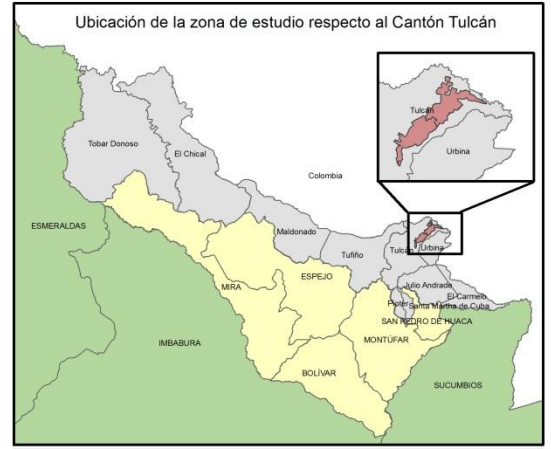 Ubicación de la zona de estudio respecto al Cantón Tulcán
Tulcán
Urbina
Tobar Donoso
El Chical
Colombia
ESMERALDAS
Maldonado
Tufiño
Tulcán
Urbina
MIRA
ESPEJO
Julio Andrade
El Carmelo
Pioter
Santa Martha de Cuba
SAN PEDRO DE HUACA
MONTÚFAR
IMBABURA
BOLÍVAR
SUCUMBIOS